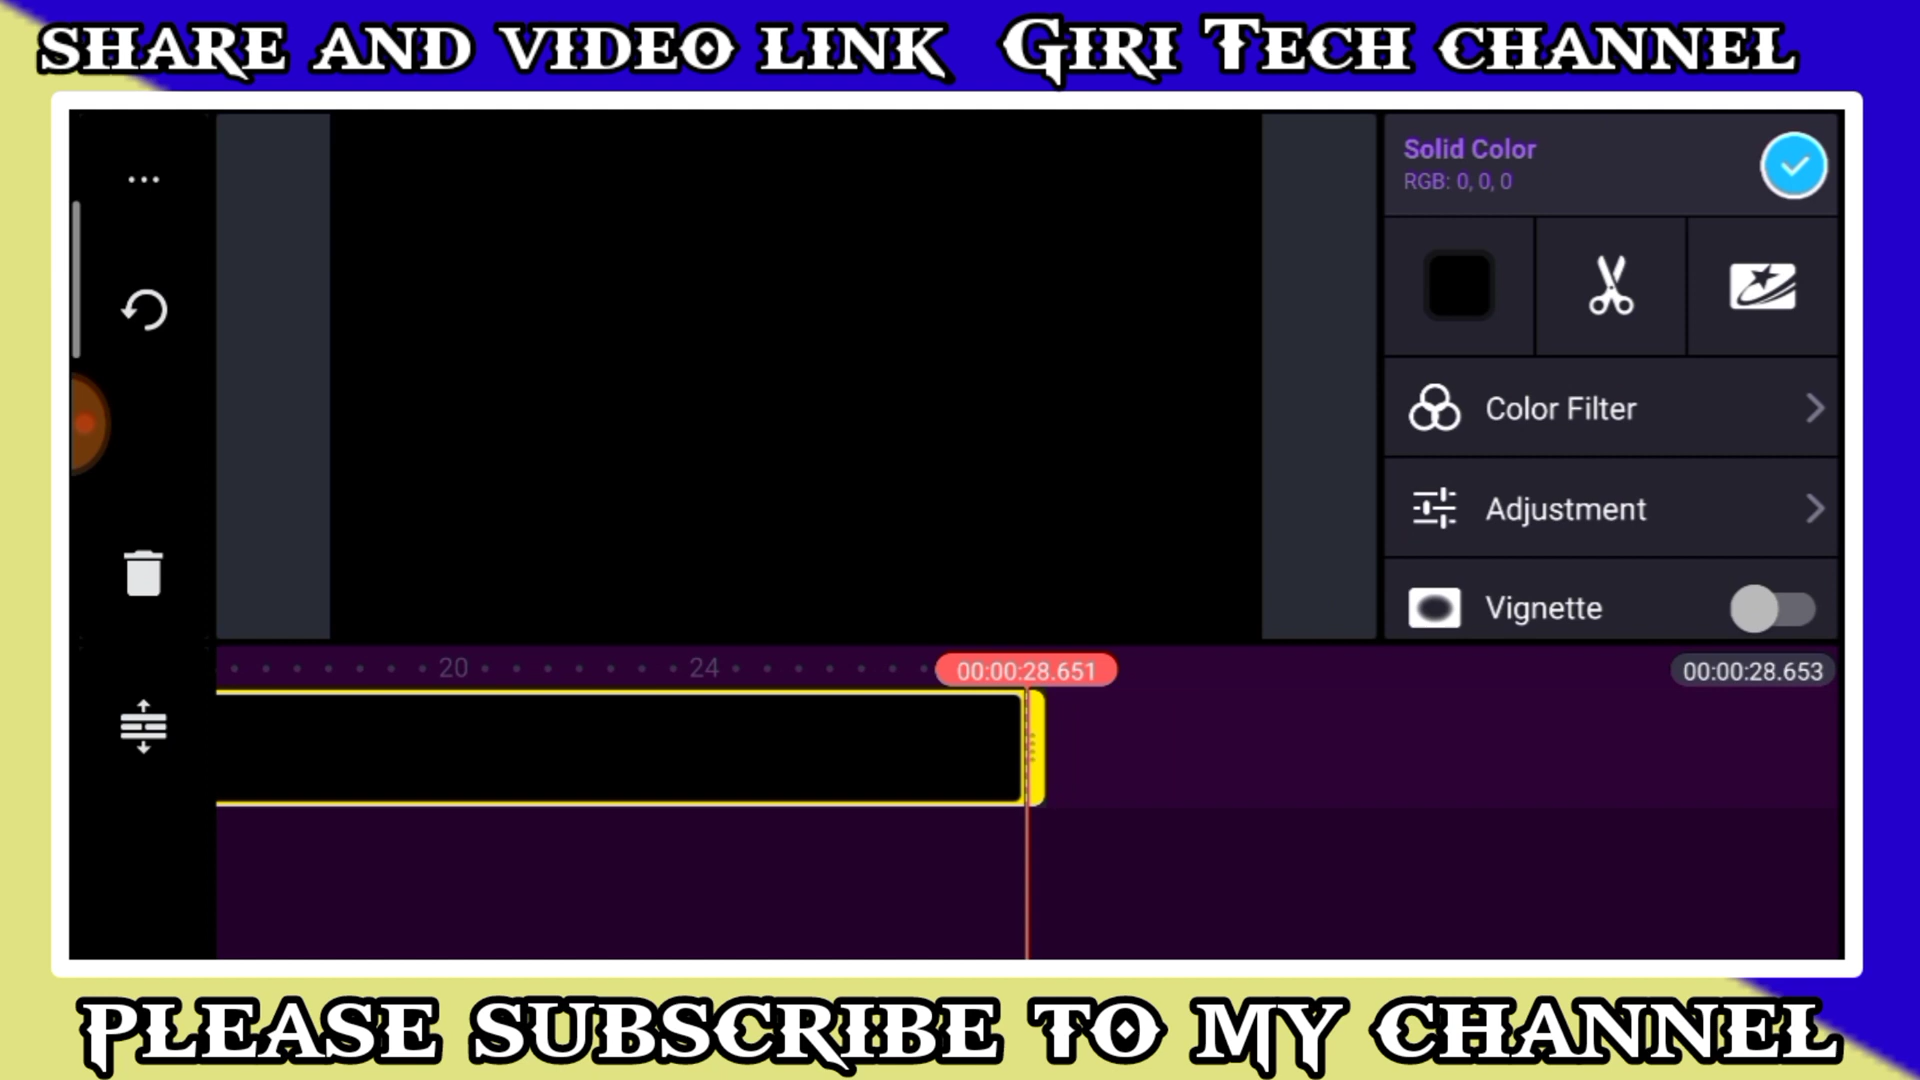 SHARE AND VIDEO LINK GIRI TECH CHANNEL
Solid Color
RGB: 0, 0, 0
Color Filter
Adjustment
Vignette
20 24 00:00:28.651 00:00:28.653
PLEASE SUBSCRIBE TO MY CHANNEL